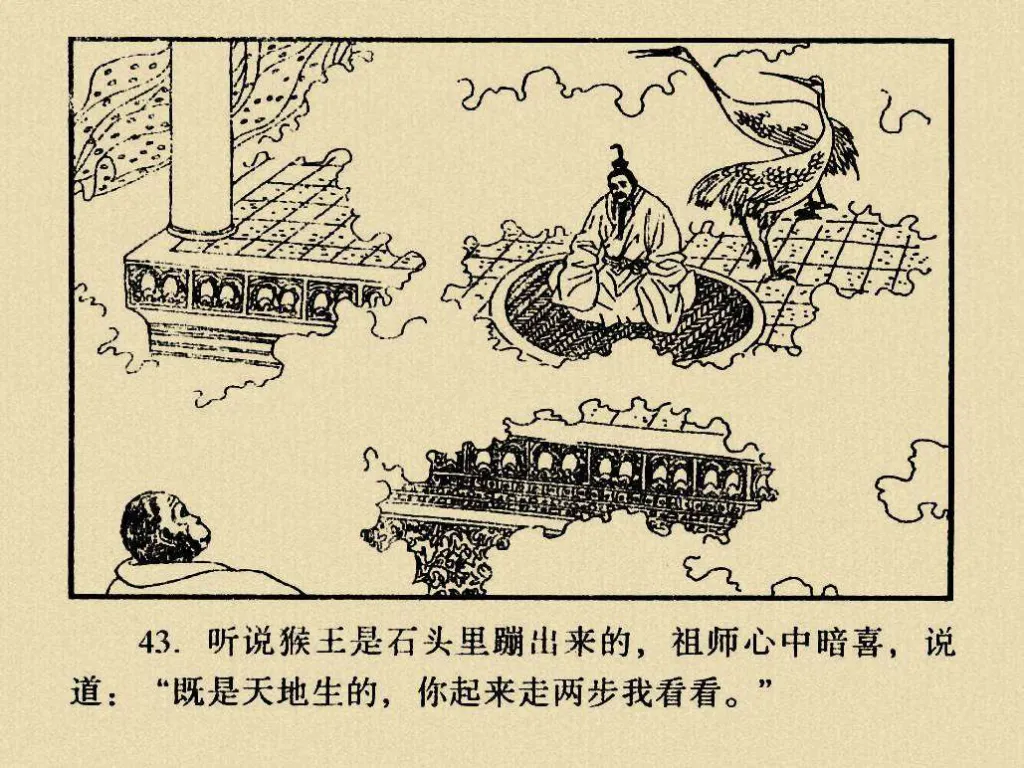 43. 听说猴王是石头里蹦出来的，祖师心中暗喜，说
道：“既是天地生的，你起来走两步我看看。”